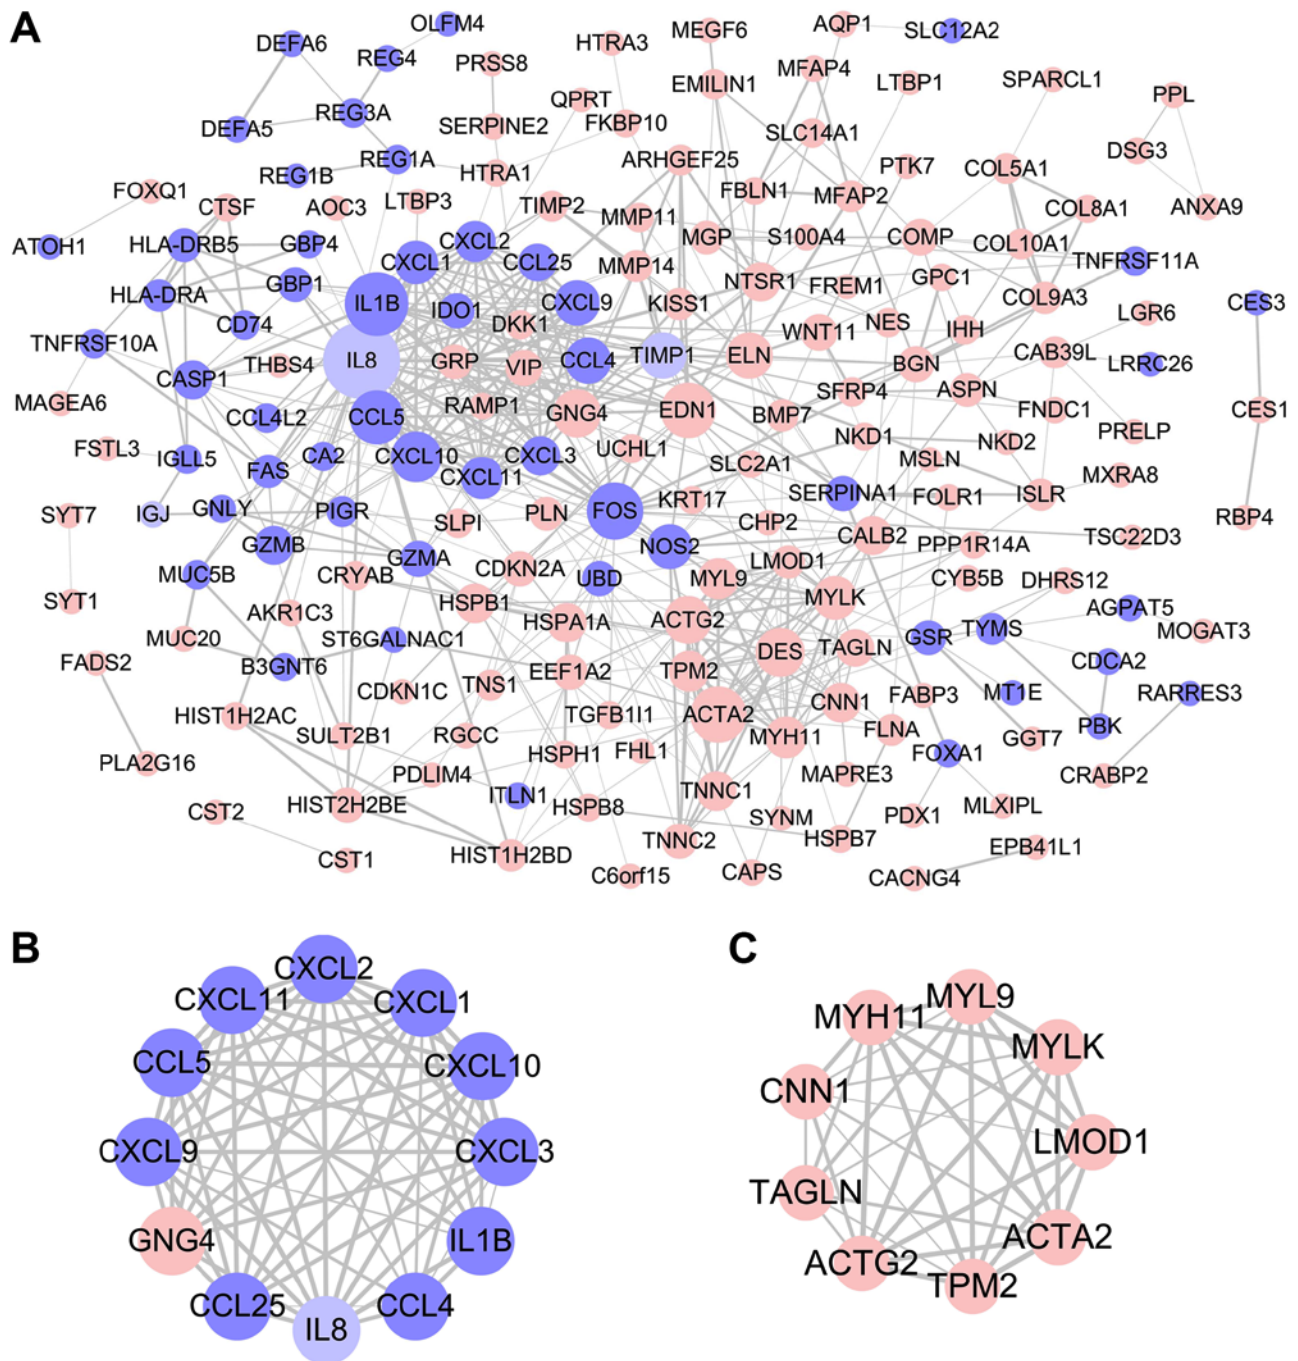 A
OLFM4
DEFA6
REG4
PRSS8
HTRA3
MEGF6
AQP1
SLC12A2
MFAP4
EMILIN1
LTBP1
SPARCL1
PPL
QPRT
REG3A
DEFA5
SERPINE2
FKBP10
SLC14A1
DSG3
REG1A
REG1B
HTRA1
ARHGEF25
PTK7
COL5A1
FOXQ1
CTSF
AOC3
LTBP3
TIMP2
MMP11
FBLN1
MFAP2
COL8A1
ANXA9
ATOH1
HLA-DRB5
GBP4
CXCL2
MGP
S100A4
COMP
COL10A1
TNFRSF11A
CXCL1
CCL25
MMP14
NTSR1
FREM1
GPC1
COL9A3
HLA-DRA
GBP1
IL1B
IDO1
CXCL9
KISS1
CES3
CD74
DKK1
WNT11
NES
IHH
LGR6
TNFRSF10A
IL8
THBS4
GRP
VIP
CCL4
TIMP1
ELN
BGN
CAB39L
LRRC26
CASP1
SFRP4
ASPN
MAGEA6
CCL4L2
CCL5
RAMP1
GNG4
EDN1
BMP7
FNDC1
CES1
FSTL3
IGLL5
FAS
CA2
CXCL10
CXCL3
CXCL11
UCHL1
SLC2A1
NKD1
NKD2
PRELP
MSLN
MXRA8
SYT7
IGJ
GNLY
PIGR
SLPI
PLN
FOS
KRT17
SERPINA1
FOLR1
ISLR
RBP4
CHP2
GZMB
GZMA
NOS2
CALB2
TSC22D3
PPP1R14A
MUC5B
CRYAB
CDKN2A
UBD
MYL9
LMOD1
CYB5B
DHRS12
SYT1
HSPB1
MYLK
AKR1C3
HSPA1A
ACTG2
AGPAT5
MUC20
ST6GALNAC1
DES
TAGLN
GSR
TYMS
MOGAT3
FADS2
B3GNT6
EEF1A2
TPM2
CDCA2
CDKN1C
TNS1
CNN1
FABP3
MT1E
RARRES3
HIST1H2AC
TGFB1I1
ACTA2
SULT2B1
RGCC
MYH11
FLNA
PBK
PLA2G16
HSPH1
FHL1
FOXA1
GGT7
PDLIM4
MAPRE3
CRABP2
CST2
HIST2H2BE
ITLN1
HSPB8
TNNC1
SYNM
PDX1
MLXIPL
TNNC2
HSPB7
CST1
HIST1H2BD
EPB41L1
C6orf15
CAPS
CACNG4
B
CXCL2
CXCL11
CXCL1
CCL5
CXCL10
CXCL9
CXCL3
GNG4
IL1B
CCL25
CCL4
IL8
C
MYL9
MYH11
MYLK
CNN1
LMOD1
TAGLN
ACTA2
ACTG2
TPM2